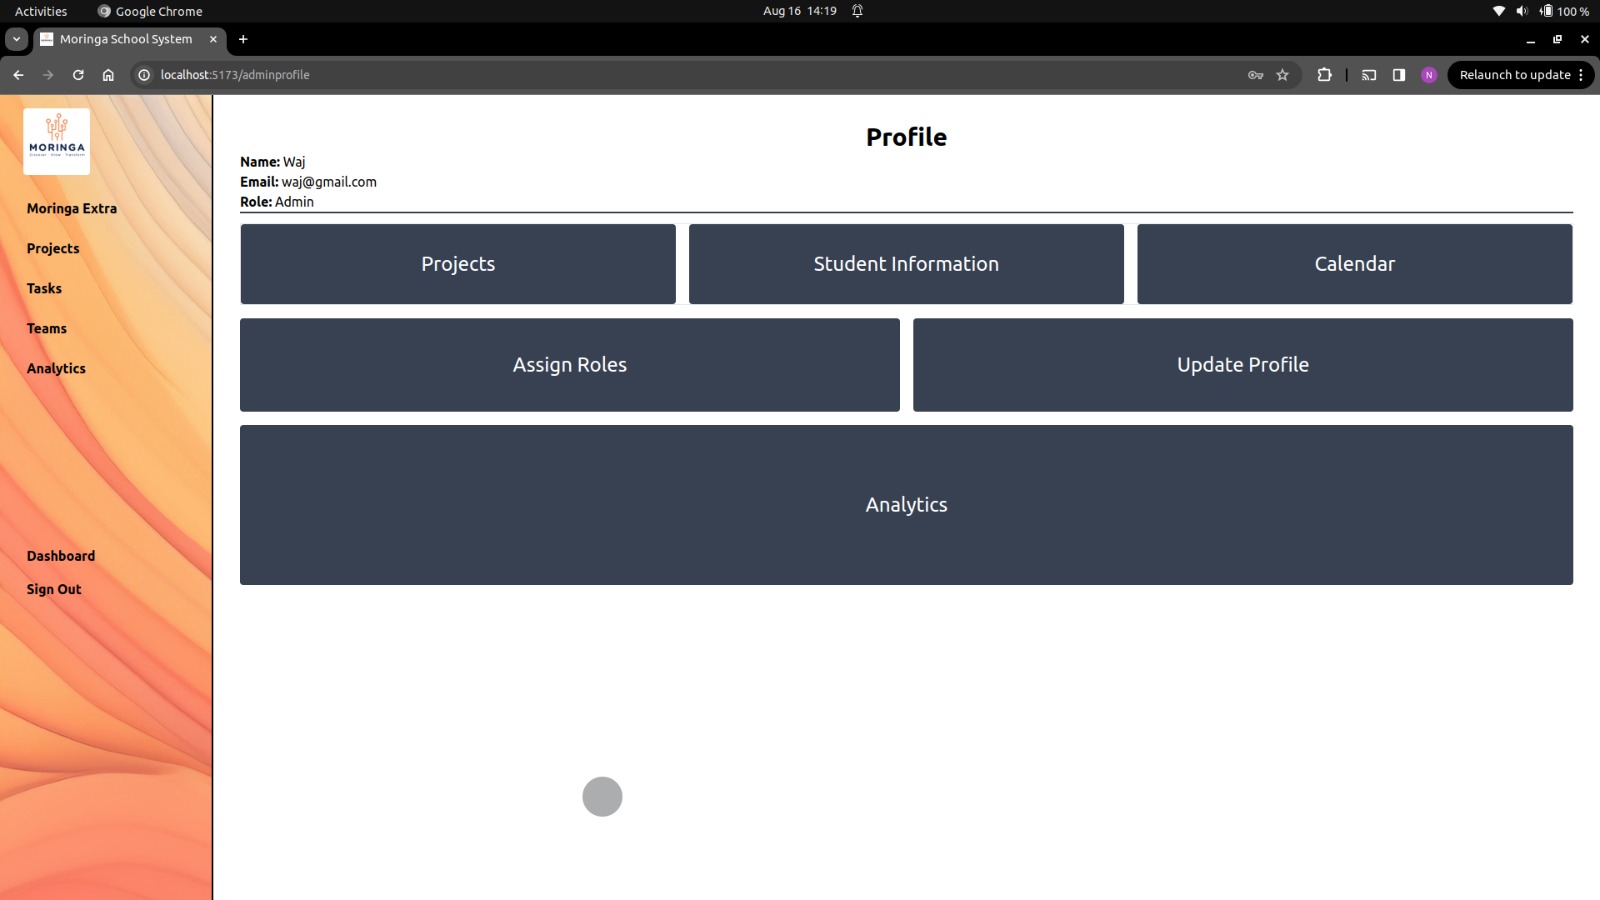 Activities Google Chrome Aug 16 14:19 100 %
Moringa School System
localhost:5173/adminprofile N Relaunch to update
MORINGA
Moringa Extra
Projects
Tasks
Teams
Analytics
Dashboard
Sign Out
Profile
Name: Waj
Email: waj@gmail.com
Role: Admin
Projects Student Information Calendar
Assign Roles Update Profile
Analytics